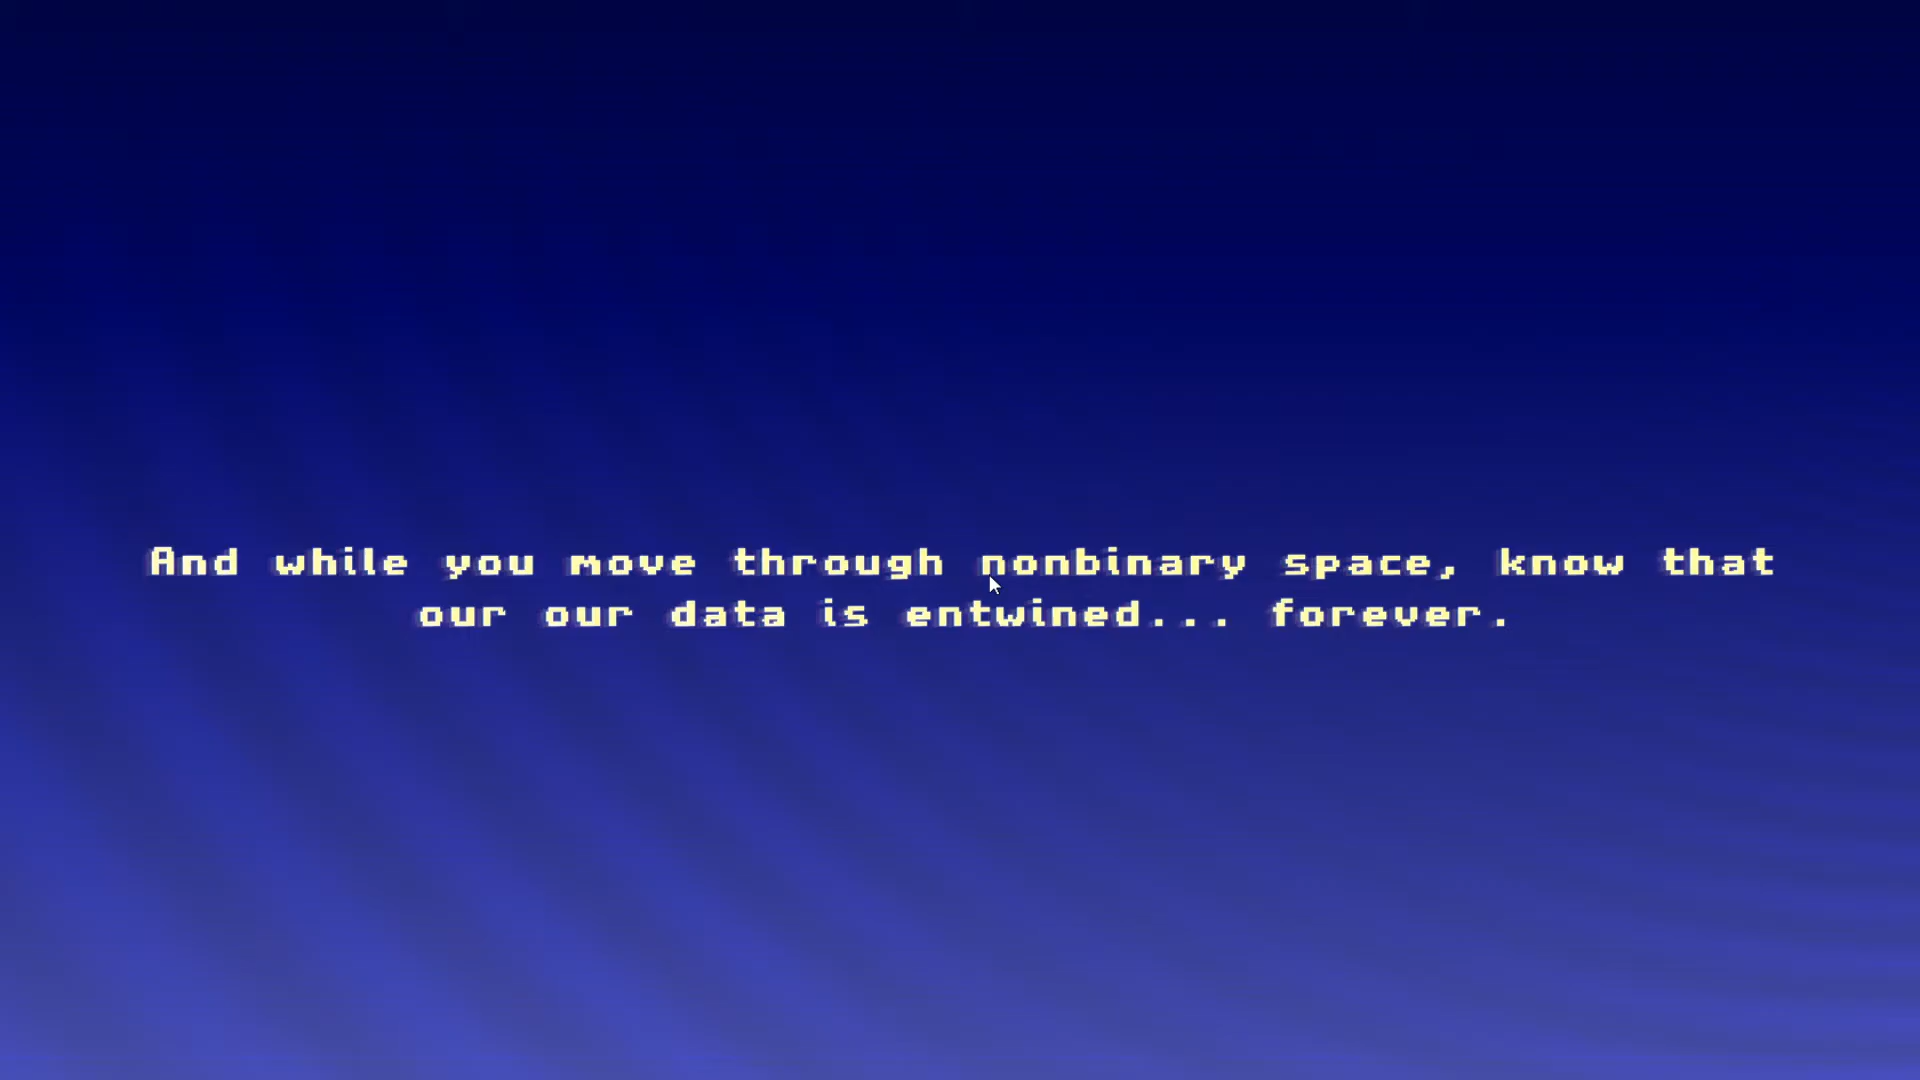 And while you move through nonbinary space, know that
our our data is entwined... forever.